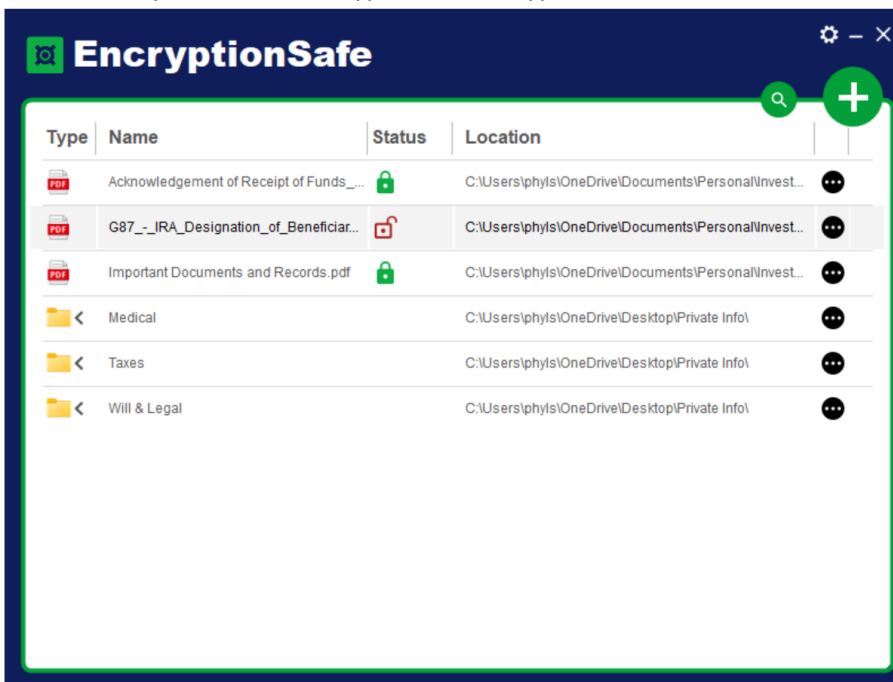 EncryptionSafe
Type Name Status Location
PDF Acknowledgement of Receipt of Funds_... C:\Users\phyls\OneDrive\Documents\Personal\Invest...
PDF G87_-_IRA_Designation_of_Beneficiar... C:\Users\phyls\OneDrive\Documents\Personal\Invest...
PDF Important Documents and Records.pdf C:\Users\phyls\OneDrive\Documents\Personal\Invest...
Medical C:\Users\phyls\OneDrive\Desktop\Private Info\
Taxes C:\Users\phyls\OneDrive\Desktop\Private Info\
Will & Legal C:\Users\phyls\OneDrive\Desktop\Private Info\